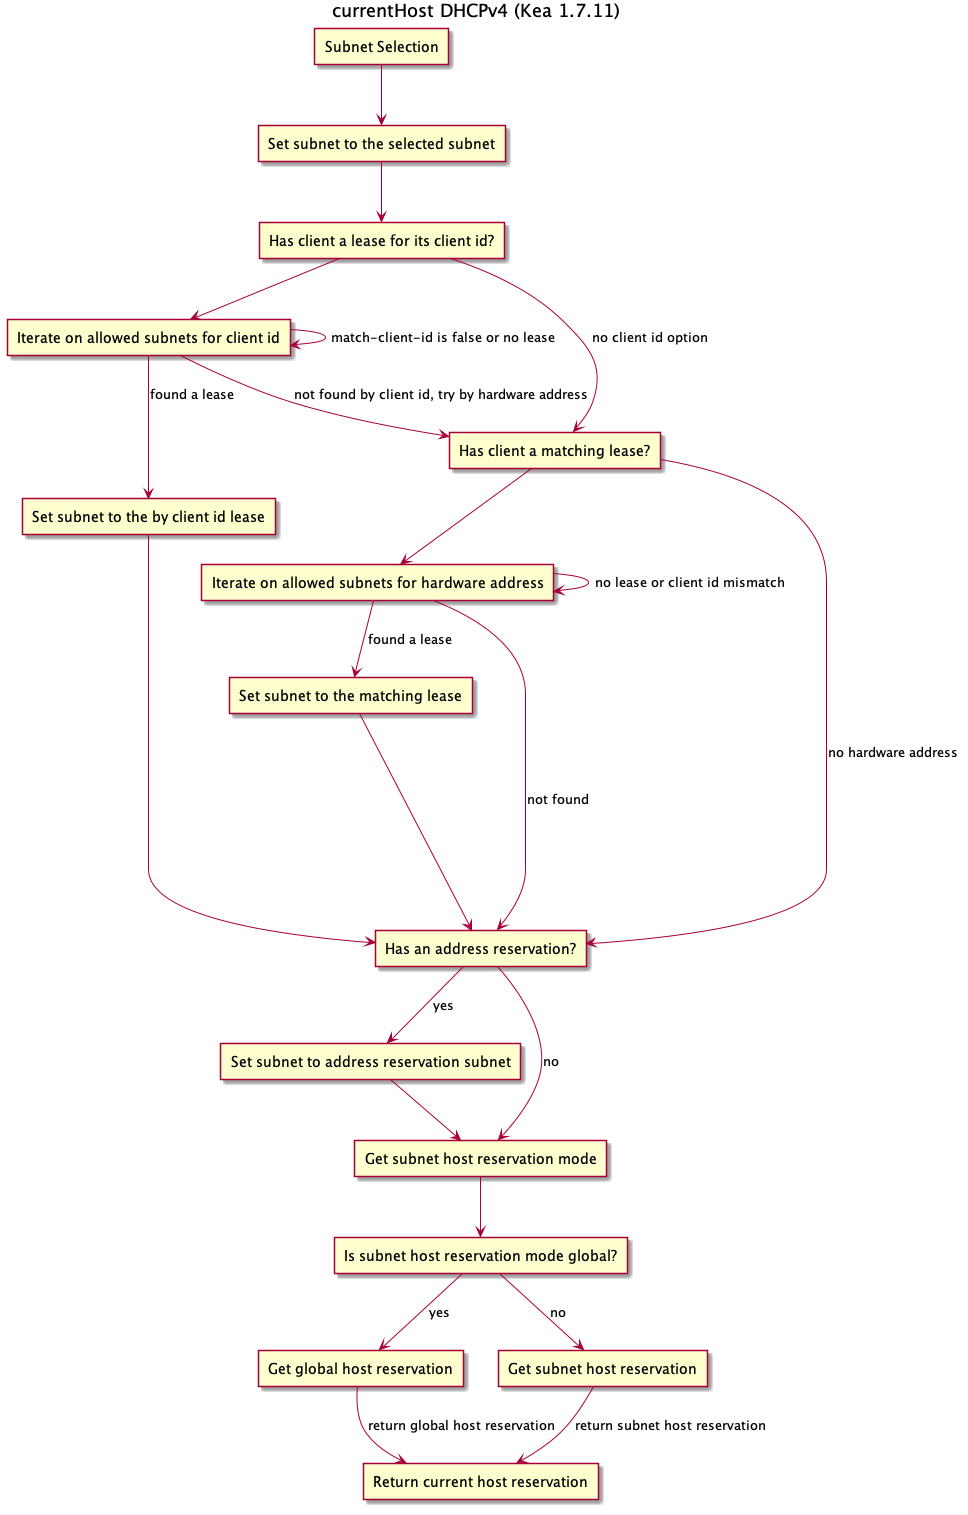 currentHost DHCPv4 (Kea 1.7.11)
Subnet Selection
Set subnet to the selected subnet
Has client a lease for its client id?
Iterate on allowed subnets for client id
match-client-id is false or no lease
no client id option
found a lease
not found by client id, try by hardware address
Has client a matching lease?
Set subnet to the by client id lease
Iterate on allowed subnets for hardware address
no lease or client id mismatch
found a lease
Set subnet to the matching lease
no hardware address
not found
Has an address reservation?
yes
Set subnet to address reservation subnet
no
Get subnet host reservation mode
Is subnet host reservation mode global?
yes
no
Get global host reservation
Get subnet host reservation
return global host reservation
return subnet host reservation
Return current host reservation